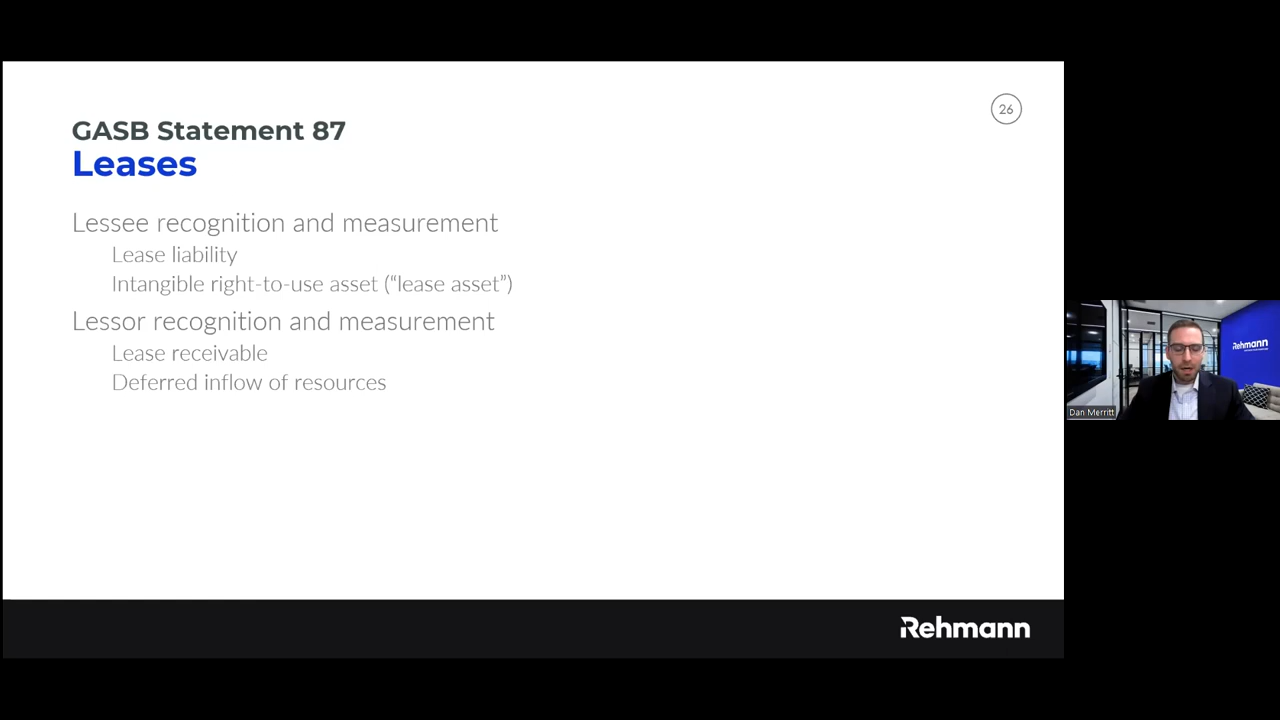 26
GASB Statement 87
Leases
Lessee recognition and measurement
Lease liability
Intangible right-to-use asset (“lease asset”)
Lessor recognition and measurement
Lease receivable
Deferred inflow of resources
Rehmann
Rehmann
Dan Merritt